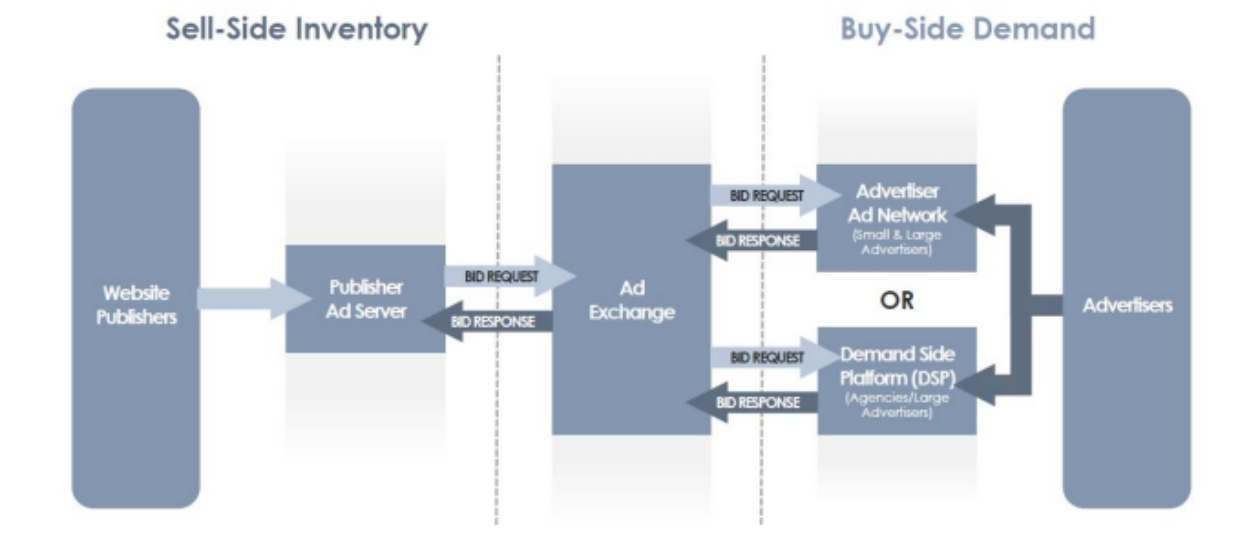 Sell-Side Inventory
Buy-Side Demand
Website
Publishers
Publisher
Ad Server
BID REQUEST
BID RESPONSE
Ad
Exchange
BID REQUEST
BID RESPONSE
BID REQUEST
BID RESPONSE
Advertiser
Ad Network
(Small & Large
Advertisers)
OR
Demand Side
Platform (DSP)
(Agencies/Large
Advertisers)
Advertisers